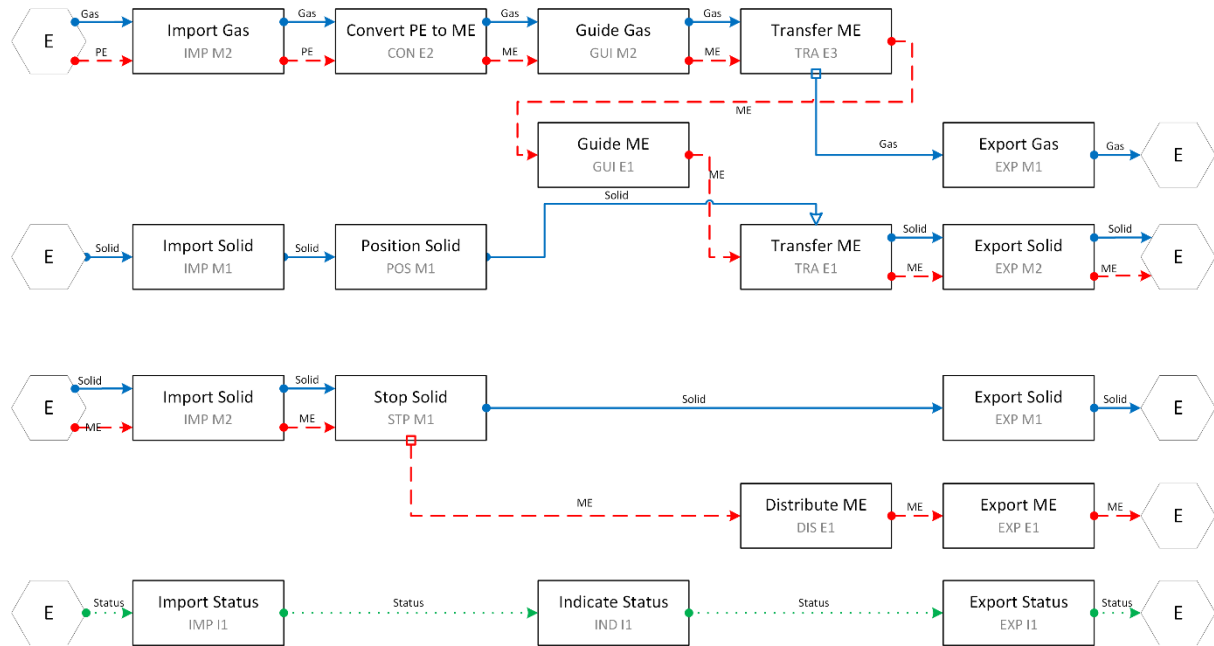 Gas
Gas
Gas
Gas
E
Import Gas
IMP M2
Convert PE to ME
CON E2
Guide Gas
GUI M2
Transfer ME
TRA E3
PE
PE
ME
ME
ME
Guide ME
GUI E1
Gas
Export Gas
EXP M1
Gas
E
ME
Solid
E
Solid
Import Solid
IMP M1
Solid
Position Solid
POS M1
Transfer ME
TRA E1
Solid
ME
Export Solid
EXP M2
Solid
ME
E
E
Solid
ME
Import Solid
IMP M2
Solid
ME
Stop Solid
STP M1
Solid
Export Solid
EXP M1
Solid
E
ME
Distribute ME
DIS E1
ME
Export ME
EXP E1
ME
E
E
Status
Import Status
IMP I1
Status
Indicate Status
IND I1
Status
Export Status
EXP I1
Status
E